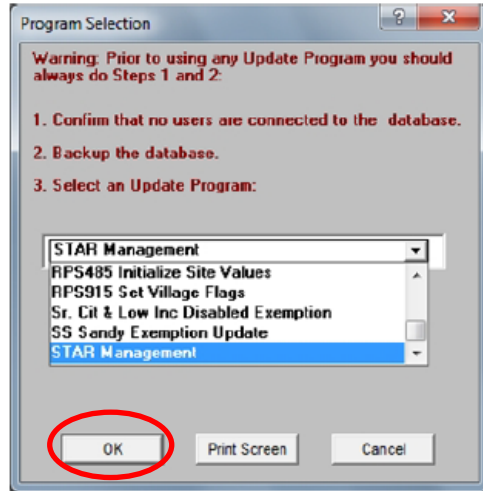 Program Selection
Warning: Prior to using any Update Program you should
always do Steps 1 and 2:
1. Confirm that no users are connected to the database.
2. Backup the database.
3. Select an Update Program:
STAR Management
RPS485 Initialize Site Values
RPS915 Set Village Flags
Sr. Cit & Low Inc Disabled Exemption
SS Sandy Exemption Update
STAR Management
OK Print Screen Cancel